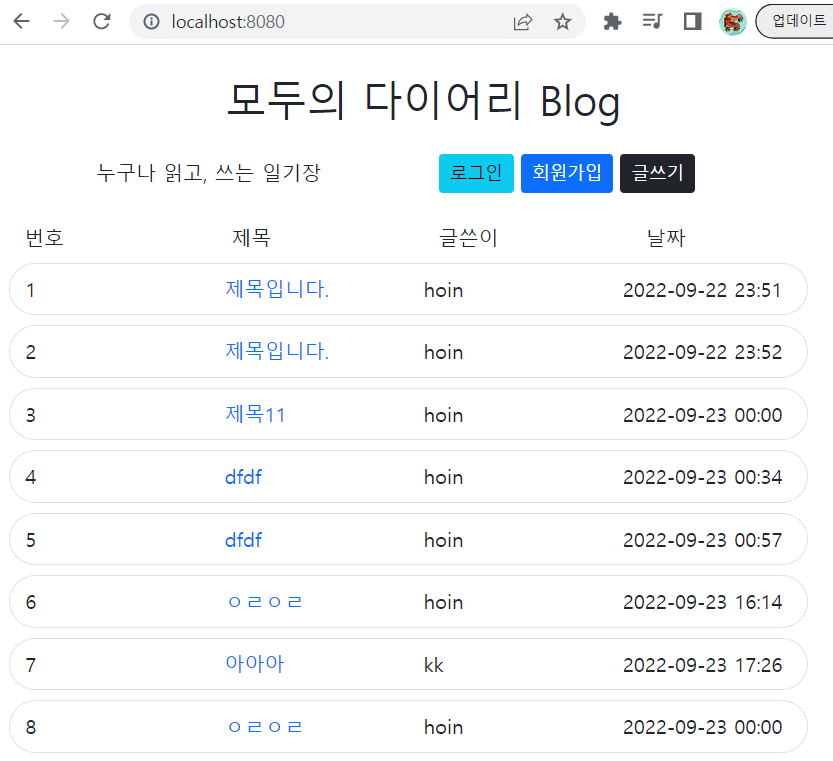 localhost:8080
업데이트
모두의 다이어리 Blog
누구나 읽고, 쓰는 일기장 로그인 회원가입 글쓰기
번호 제목 글쓴이 날짜
1 제목입니다. hoin 2022-09-22 23:51
2 제목입니다. hoin 2022-09-22 23:52
3 제목11 hoin 2022-09-23 00:00
4 dfdf hoin 2022-09-23 00:34
5 dfdf hoin 2022-09-23 00:57
6 ㅇㄹㅇㄹ hoin 2022-09-23 16:14
7 아아아 kk 2022-09-23 17:26
8 ㅇㄹㅇㄹ hoin 2022-09-23 00:00